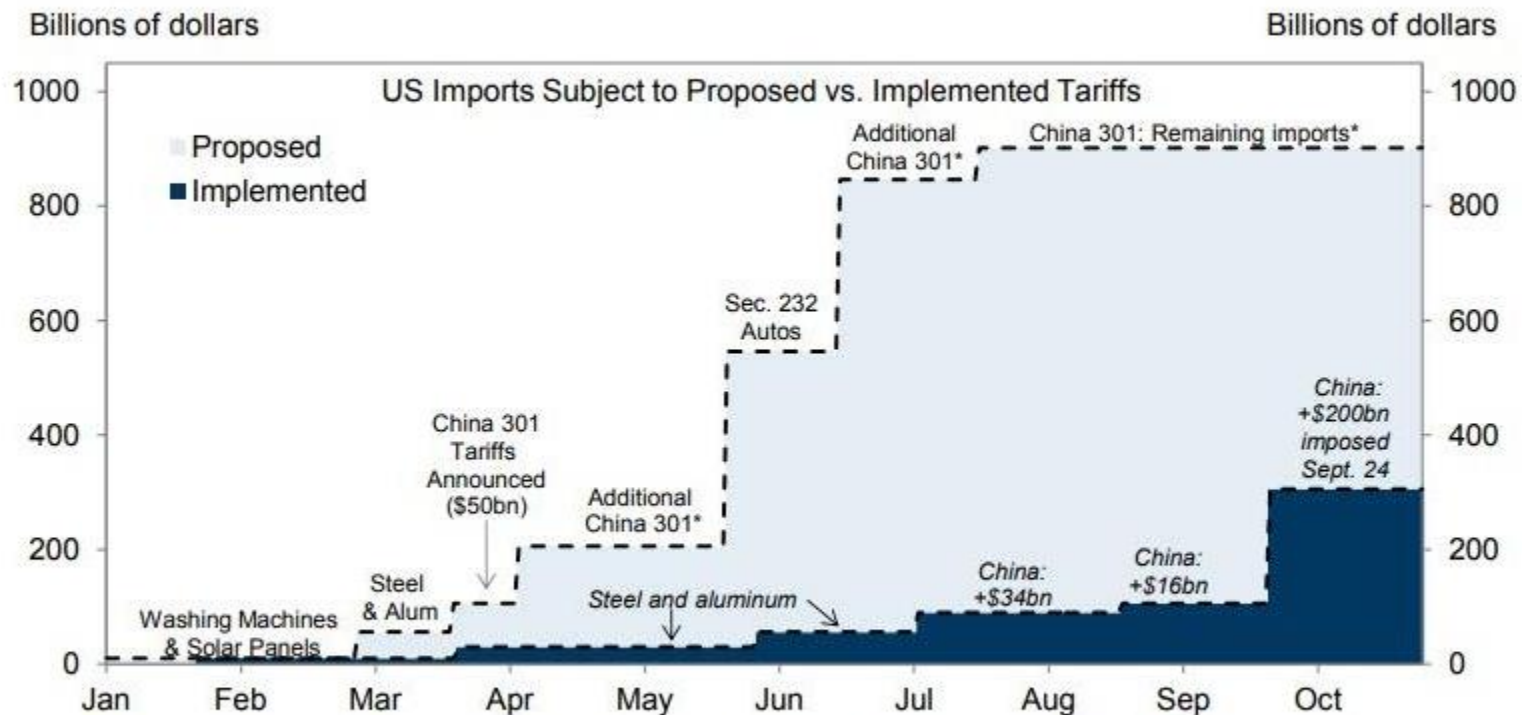 Billions of dollars
Billions of dollars
US Imports Subject to Proposed vs. Implemented Tariffs
1000
800
600
400
200
0
1000
800
600
400
200
0
Proposed
Implemented
Washing Machines
& Solar Panels
Steel
& Alum
China 301
Tariffs
Announced
($50bn)
Additional
China 301*
Sec. 232
Autos
Additional
China 301*
China 301: Remaining imports*
Steel and aluminum
China:
+$34bn
China:
+$16bn
China:
+$200bn
imposed
Sept. 24
Jan Feb Mar Apr May Jun Jul Aug Sep Oct